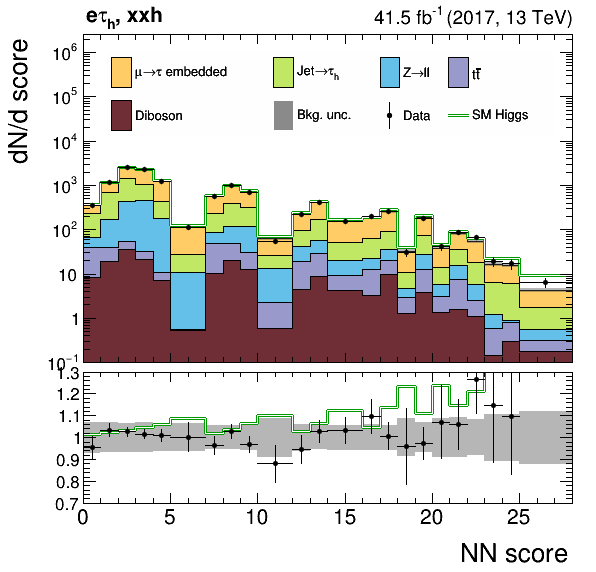 eτh, xxh 41.5 fb⁻¹ (2017, 13 TeV)
dN/d score
10⁶
10⁵
10⁴
10³
10²
10
1
10⁻¹
μ→τ embedded Jet→τh Z→ll tt̄
Diboson Bkg. unc. Data SM Higgs
1.3
1.2
1.1
1
0.9
0.8
0.7
0 5 10 15 20 25
NN score